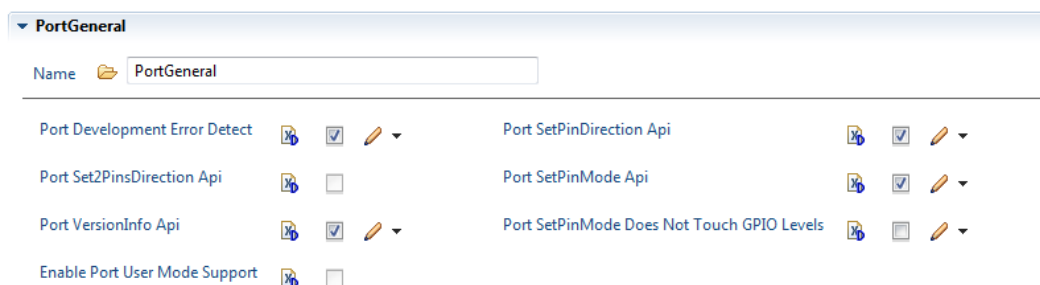 PortGeneral
Name PortGeneral
Port Development Error Detect Port SetPinDirection Api
Port Set2PinsDirection Api Port SetPinMode Api
Port VersionInfo Api Port SetPinMode Does Not Touch GPIO Levels
Enable Port User Mode Support